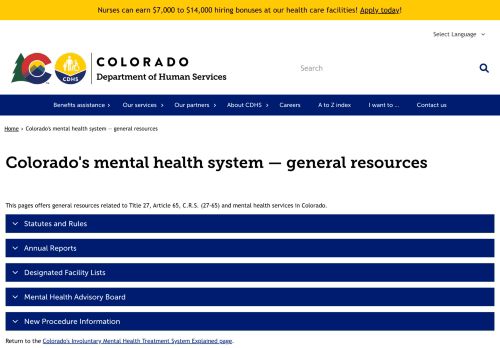 Nurses can earn $7,000 to $14,000 hiring bonuses at our health care facilities! Apply today!
Select Language
COLORADO
Department of Human Services
CDHS
Search
Benefits assistance
Our services
Our partners
About CDHS
Careers
A to Z index
I want to ...
Contact us
Home › Colorado's mental health system — general resources
Colorado's mental health system — general resources
This pages offers general resources related to Title 27, Article 65, C.R.S. (27-65) and mental health services in Colorado.
Statutes and Rules
Annual Reports
Designated Facility Lists
Mental Health Advisory Board
New Procedure Information
Return to the Colorado's Involuntary Mental Health Treatment System Explained page.